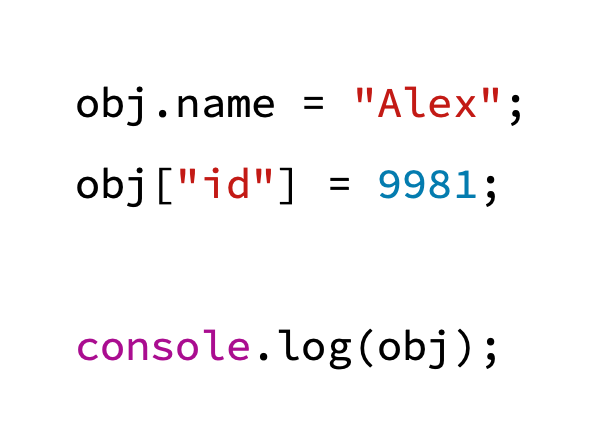 obj.name = "Alex";
obj["id"] = 9981;
console.log(obj);